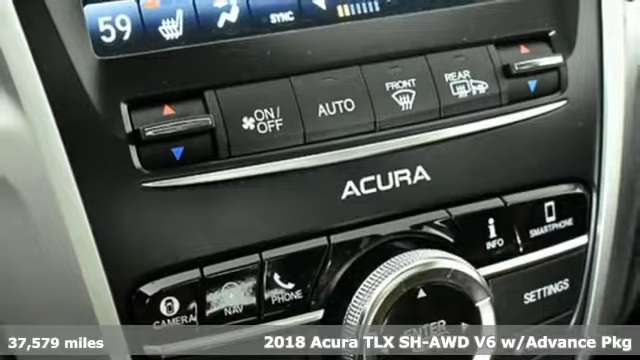 59
SYNC
ON/
OFF
AUTO
FRONT
REAR
ACURA
CAMERA
NAV
PHONE
INFO
SMARTPHONE
SETTINGS
ENTER
37,579 miles
2018 Acura TLX SH-AWD V6 w/Advance Pkg